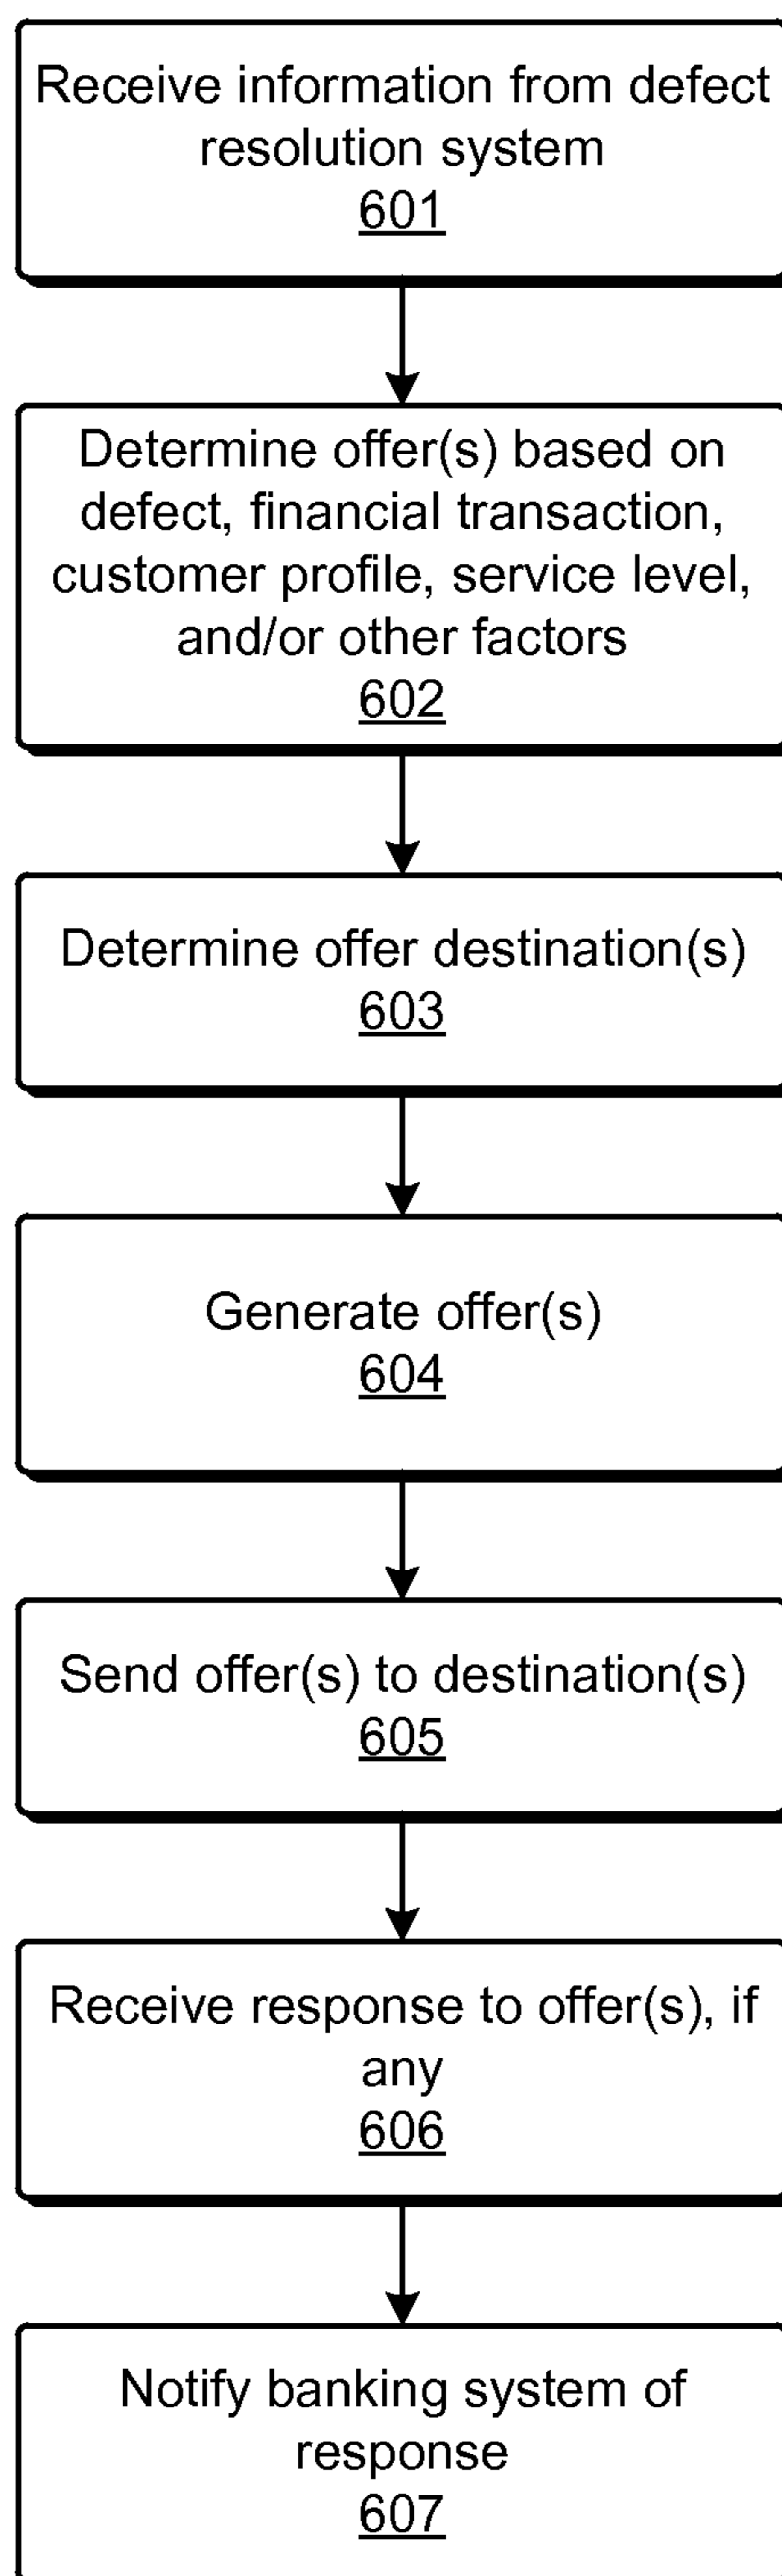 Receive information from defect
resolution system
601
Determine offer(s) based on
defect, financial transaction,
customer profile, service level,
and/or other factors
602
Determine offer destination(s)
603
Generate offer(s)
604
Send offer(s) to destination(s)
605
Receive response to offer(s), if
any
606
Notify banking system of
response
607